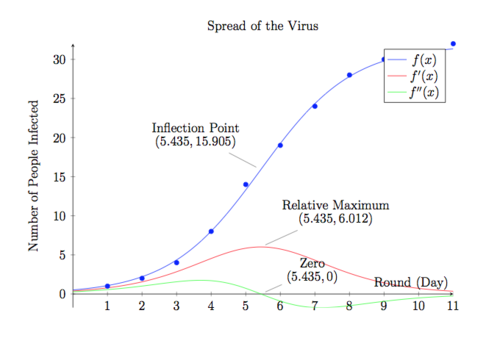 Spread of the Virus
Number of People Infected
30
25
20
15
10
5
0
Inflection Point
(5.435, 15.905)
Relative Maximum
(5.435, 6.012)
Zero
(5.435, 0)
f(x)
f′(x)
f″(x)
Round (Day)
1 2 3 4 5 6 7 8 9 10 11